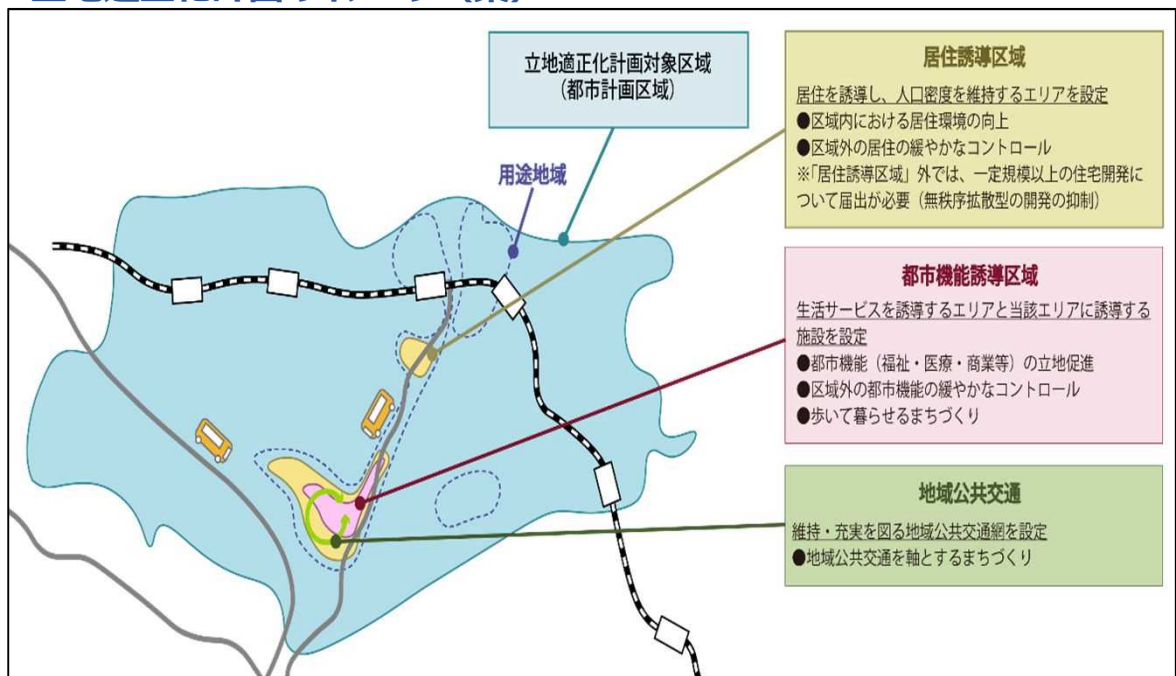 立地適正化計画対象区域
(都市計画区域)
用途地域
居住誘導区域
居住を誘導し、人口密度を維持するエリアを設定
●区域内における居住環境の向上
●区域外の居住の緩やかなコントロール
※「居住誘導区域」外では、一定規模以上の住宅開発に
ついて届出が必要（無秩序拡散型の開発の抑制）
都市機能誘導区域
生活サービスを誘導するエリアと当該エリアに誘導する
施設を設定
●都市機能（福祉・医療・商業等）の立地促進
●区域外の都市機能の緩やかなコントロール
●歩いて暮らせるまちづくり
地域公共交通
維持・充実を図る地域公共交通網を設定
●地域公共交通を軸とするまちづくり